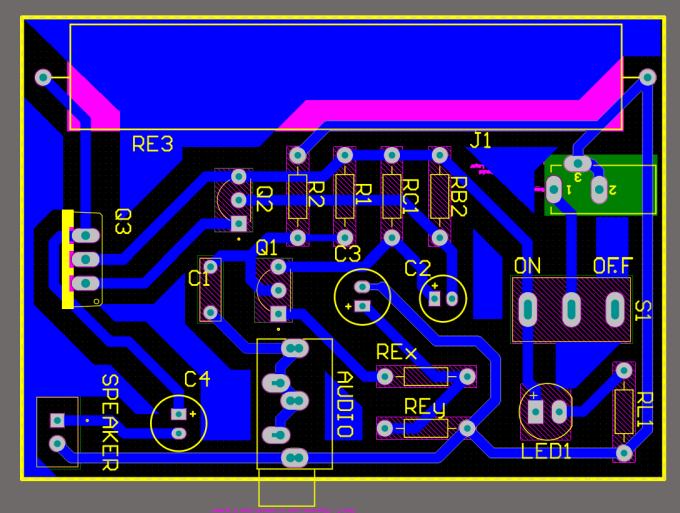 RE3
J1
3
1
2
Q2
R2
R1
RC1
RB2
Q3
Q1
C3
C2
C1
ON
OFF
+
+
S1
REx
C4
SPEAKER
AUDIO
REy
+
+
RL1
LED1